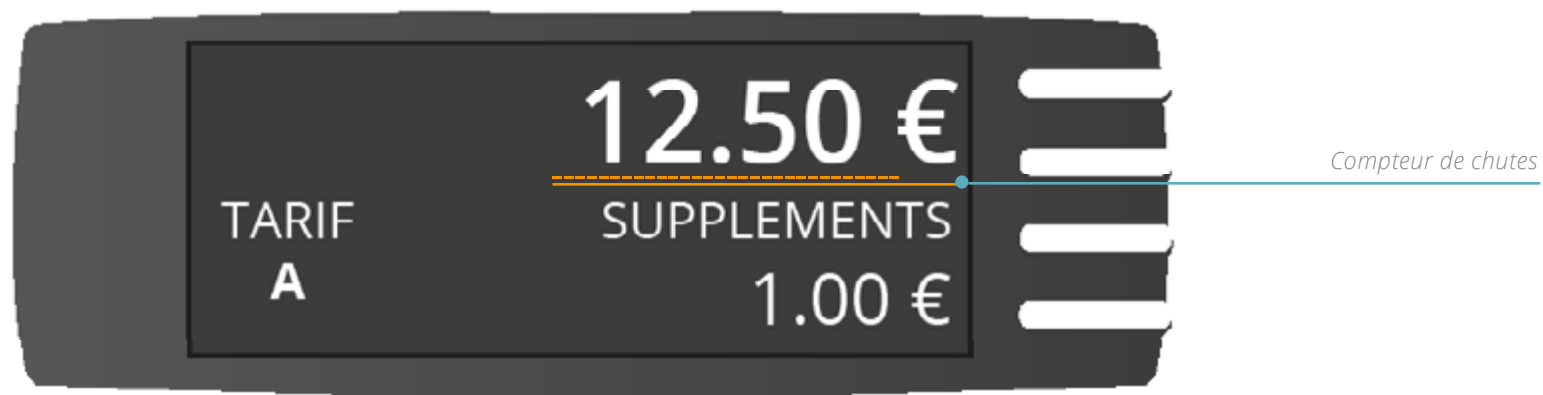 12.50 €
Compteur de chutes
TARIF
SUPPLEMENTS
A
1.00 €